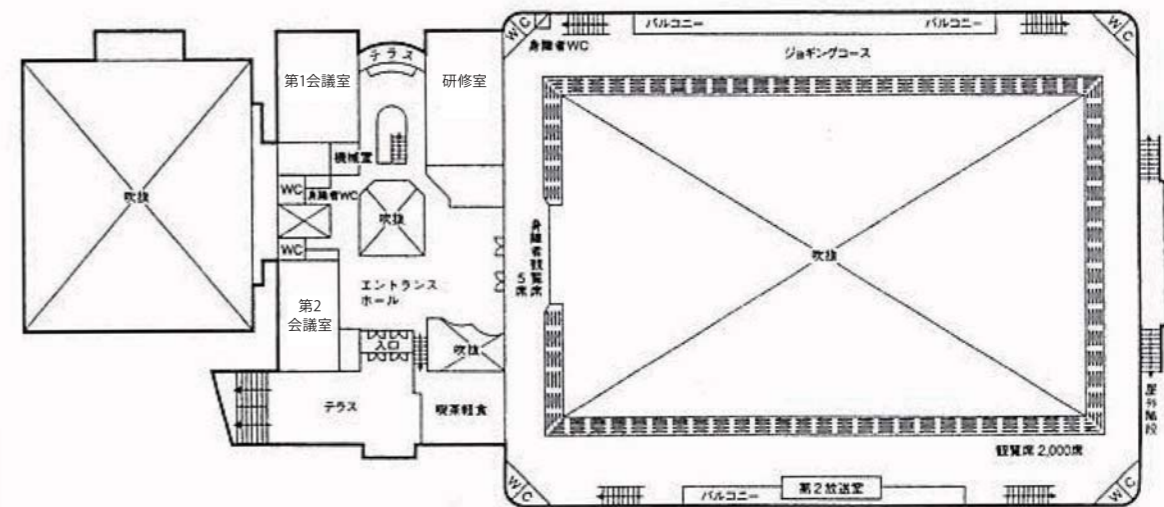 W C
バルコニー
バルコニー
W C
身障者WC
ジョギングコース
テラス
第1会議室
研修室
機械室
WC
身障者WC
吹抜
吹抜
WC
身障者観覧席
5席
吹抜
エントランス
ホール
第2
会議室
入口
吹抜
テラス
喫茶軽食
屋外階段
観覧席 2,000席
W C
バルコニー
第2放送室
W C